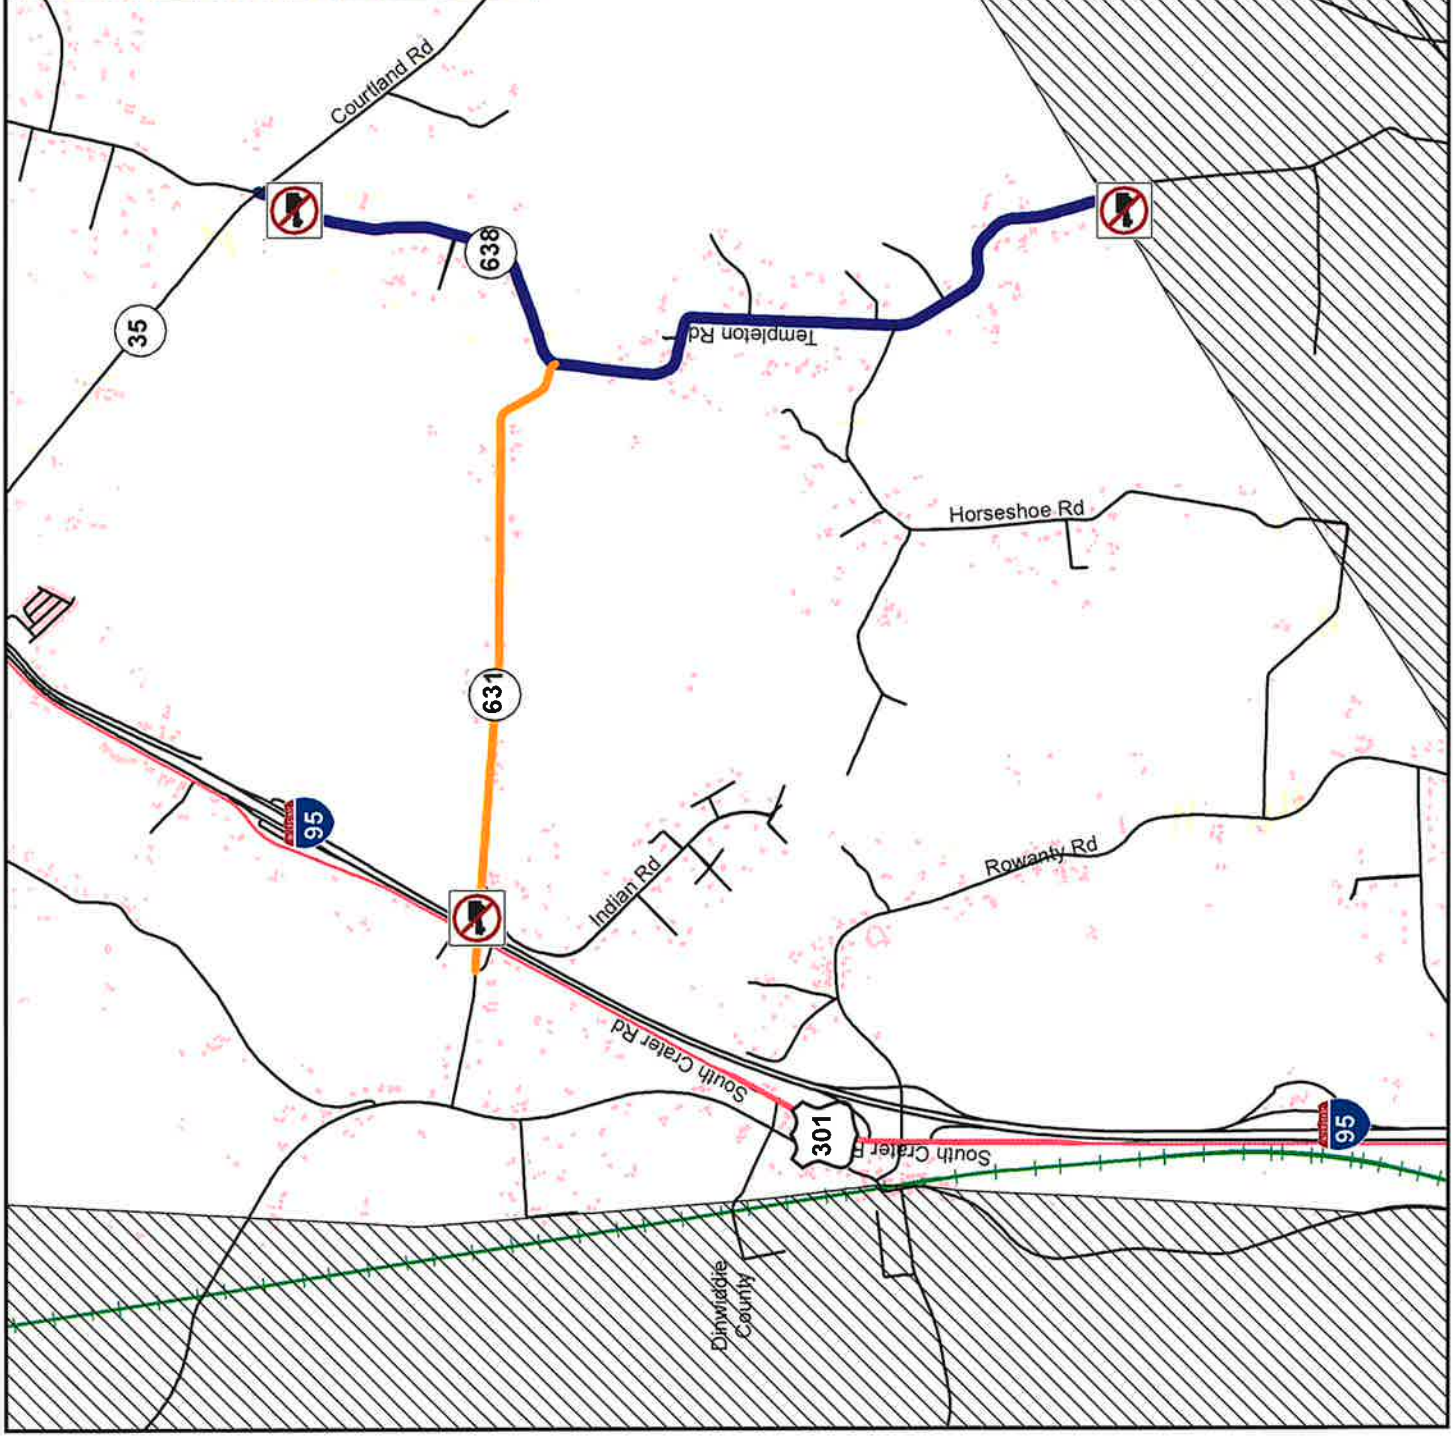 Courtland Rd
35
638
Templeton Rd
Horseshoe Rd
631
95
Indian Rd
Rowanty Rd
South Crater Rd
301
South Crater R
95
Dinwiddie
County